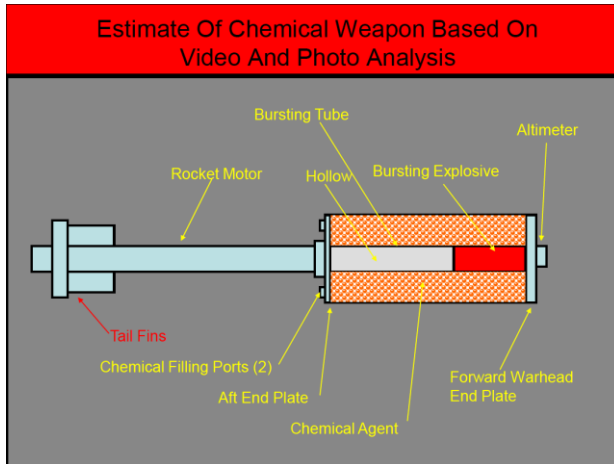 Estimate Of Chemical Weapon Based On
Video And Photo Analysis
Bursting Tube
Altimeter
Rocket Motor
Hollow
Bursting Explosive
Tail Fins
Chemical Filling Ports (2)
Aft End Plate
Chemical Agent
Forward Warhead
End Plate